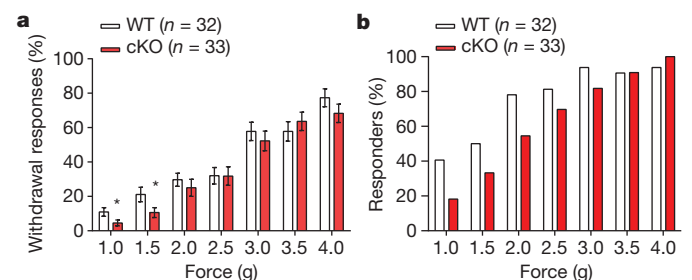 a
WT (n = 32)
cKO (n = 33)
Withdrawal responses (%)
100
80
60
40
20
0
* *
1.0 1.5 2.0 2.5 3.0 3.5 4.0
Force (g)
b
WT (n = 32)
cKO (n = 33)
Responders (%)
100
80
60
40
20
0
1.0 1.5 2.0 2.5 3.0 3.5 4.0
Force (g)